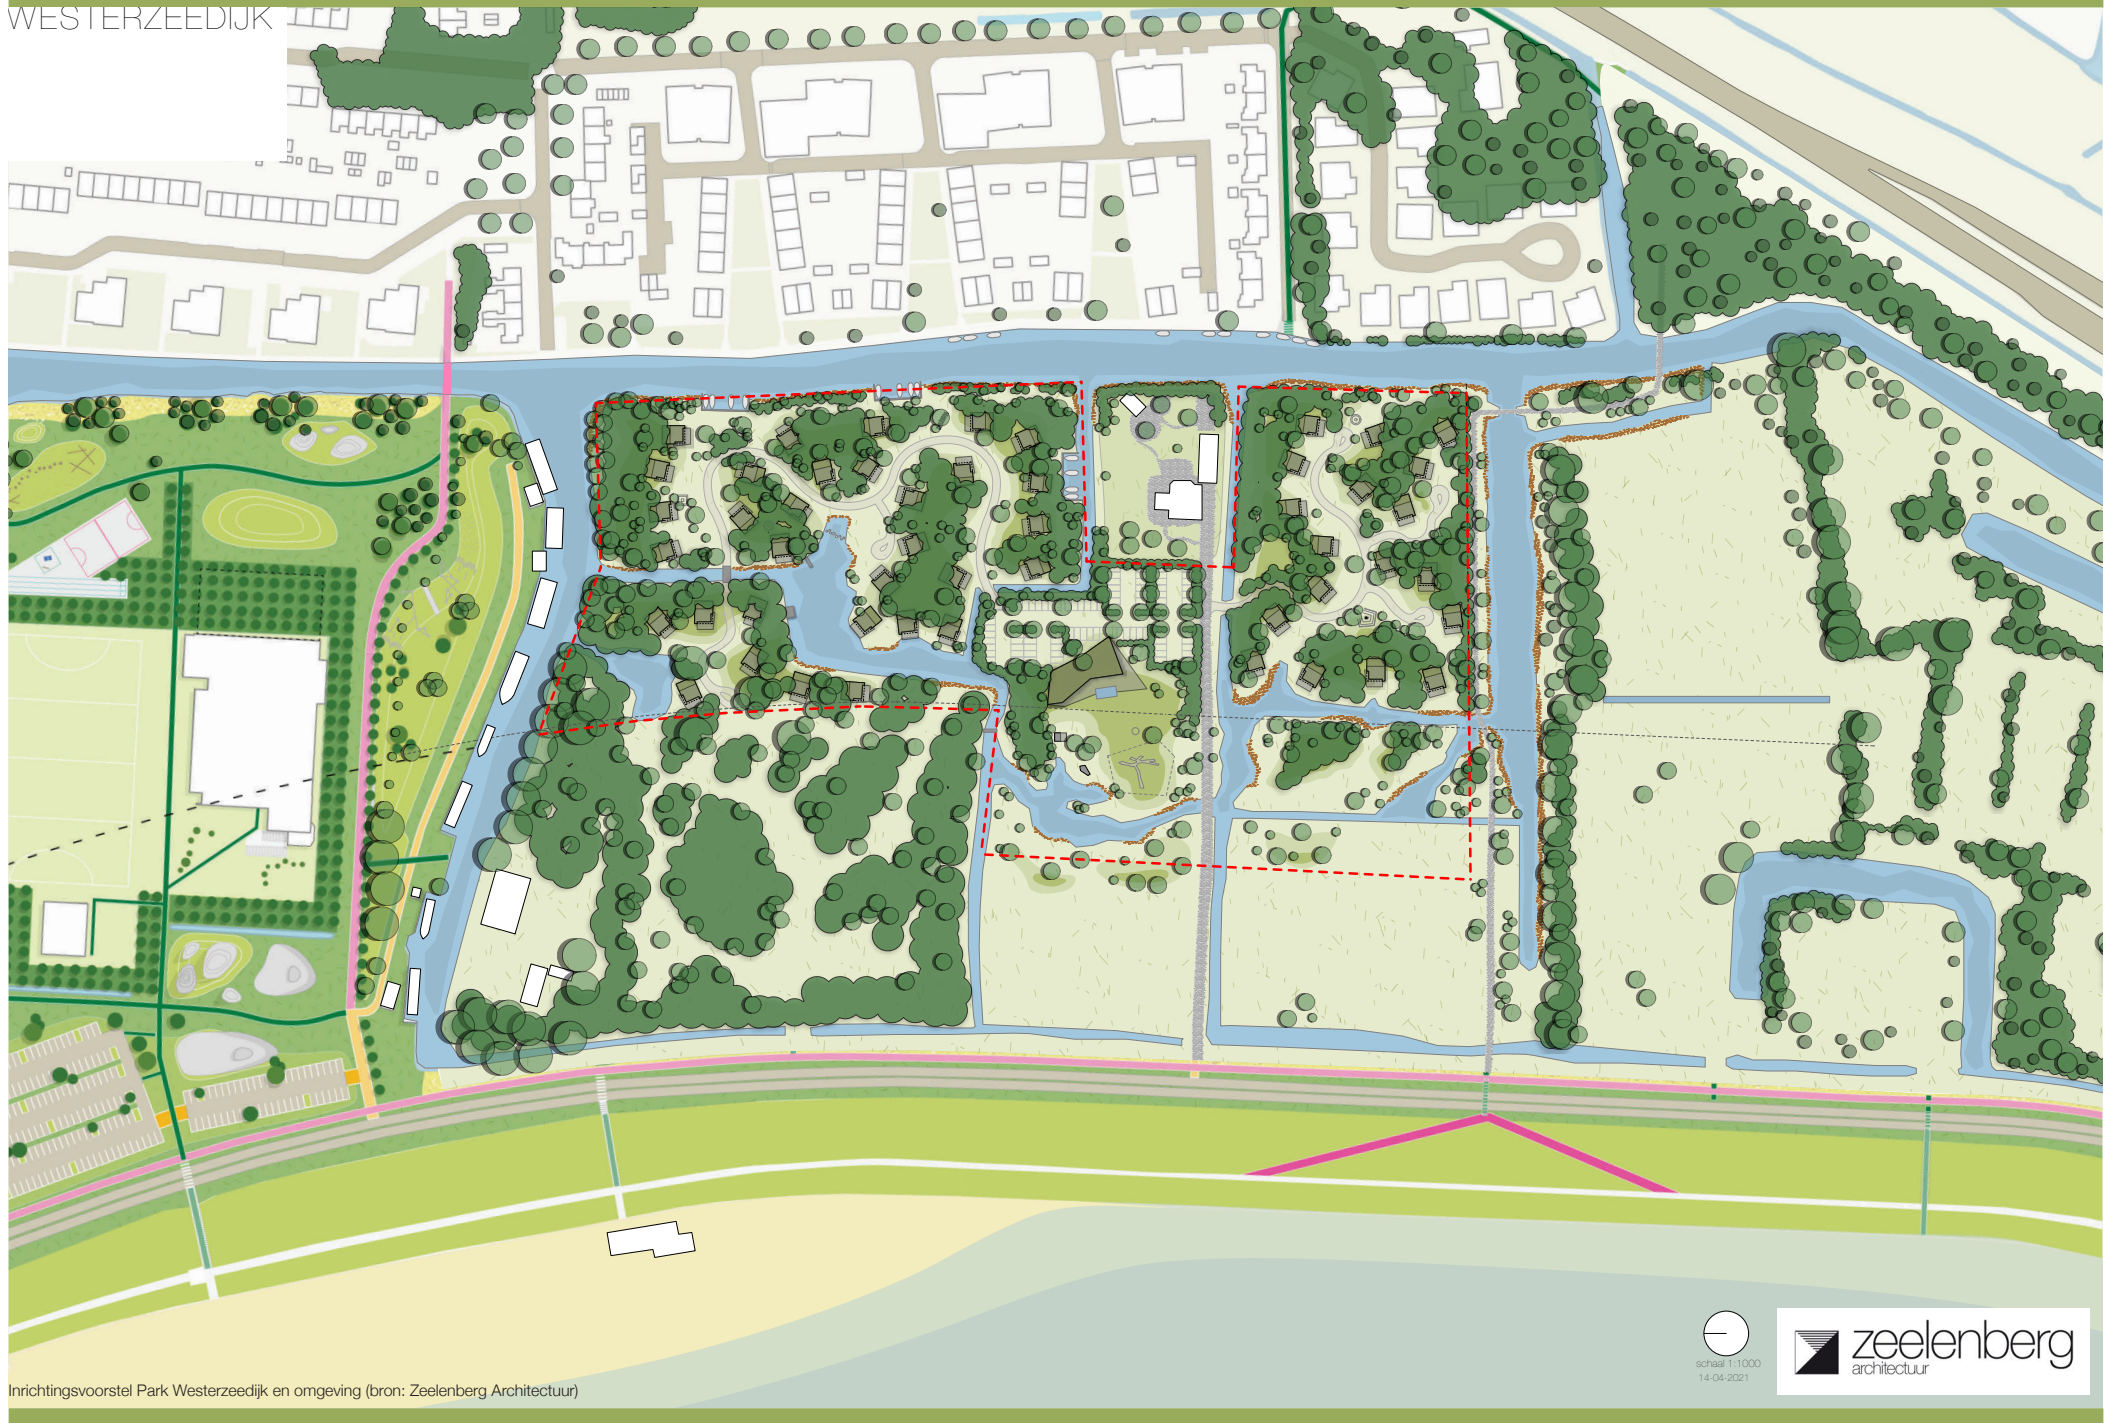 WESTERZEEDIJK
schaal 1:1000
14-04-2021
zeelenberg
architectuur
Inrichtingsvoorstel Park Westerzeedijk en omgeving (bron: Zeelenberg Architectuur)